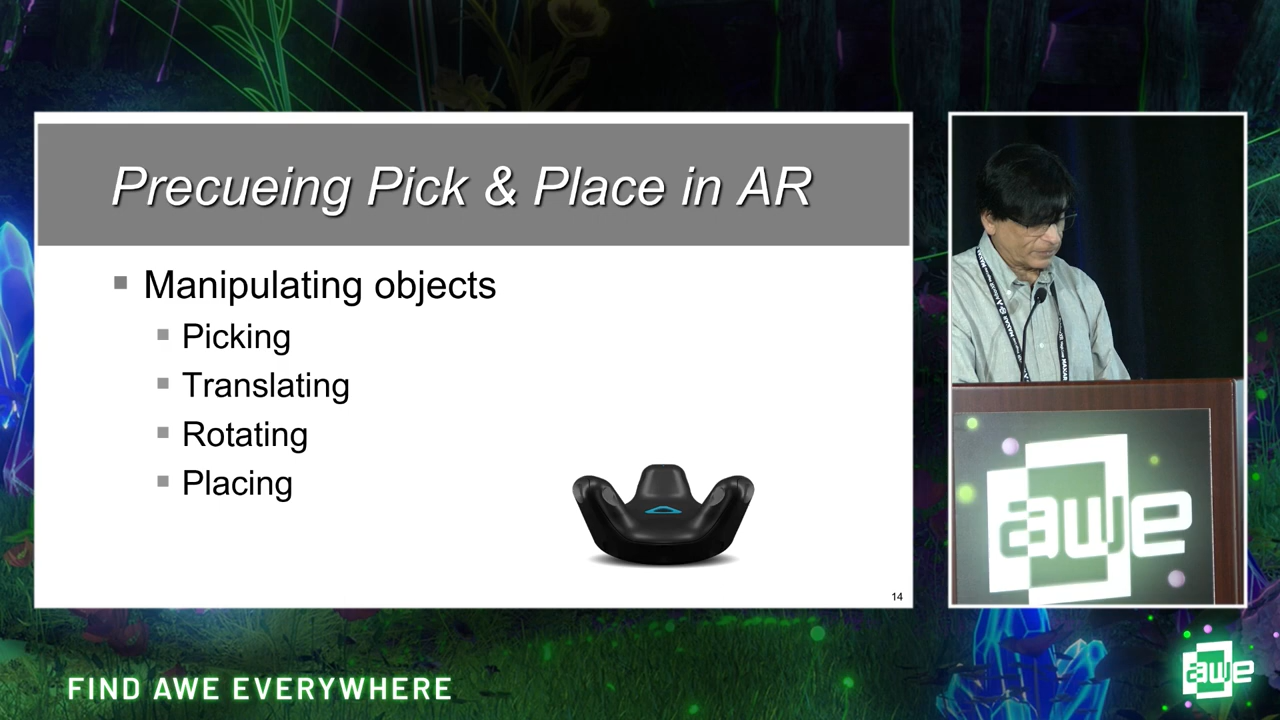 Precueing Pick & Place in AR
Manipulating objects
Picking
Translating
Rotating
Placing
14
awe
FIND AWE EVERYWHERE
awe